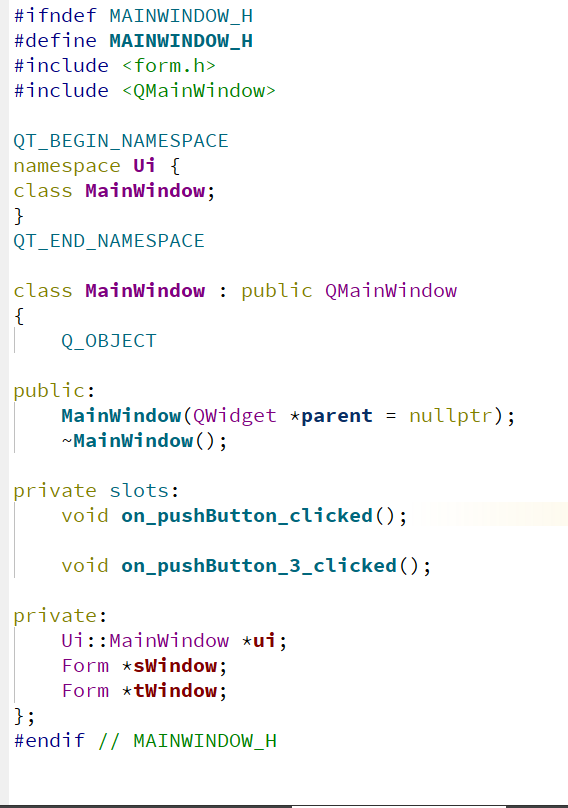 #ifndef MAINWINDOW_H
#define MAINWINDOW_H
#include <form.h>
#include <QMainWindow>
QT_BEGIN_NAMESPACE
namespace Ui {
class MainWindow;
}
QT_END_NAMESPACE
class MainWindow : public QMainWindow
{
    Q_OBJECT
public:
    MainWindow(QWidget *parent = nullptr);
    ~MainWindow();
private slots:
    void on_pushButton_clicked();
    void on_pushButton_3_clicked();
private:
    Ui::MainWindow *ui;
    Form *sWindow;
    Form *tWindow;
};
#endif // MAINWINDOW_H